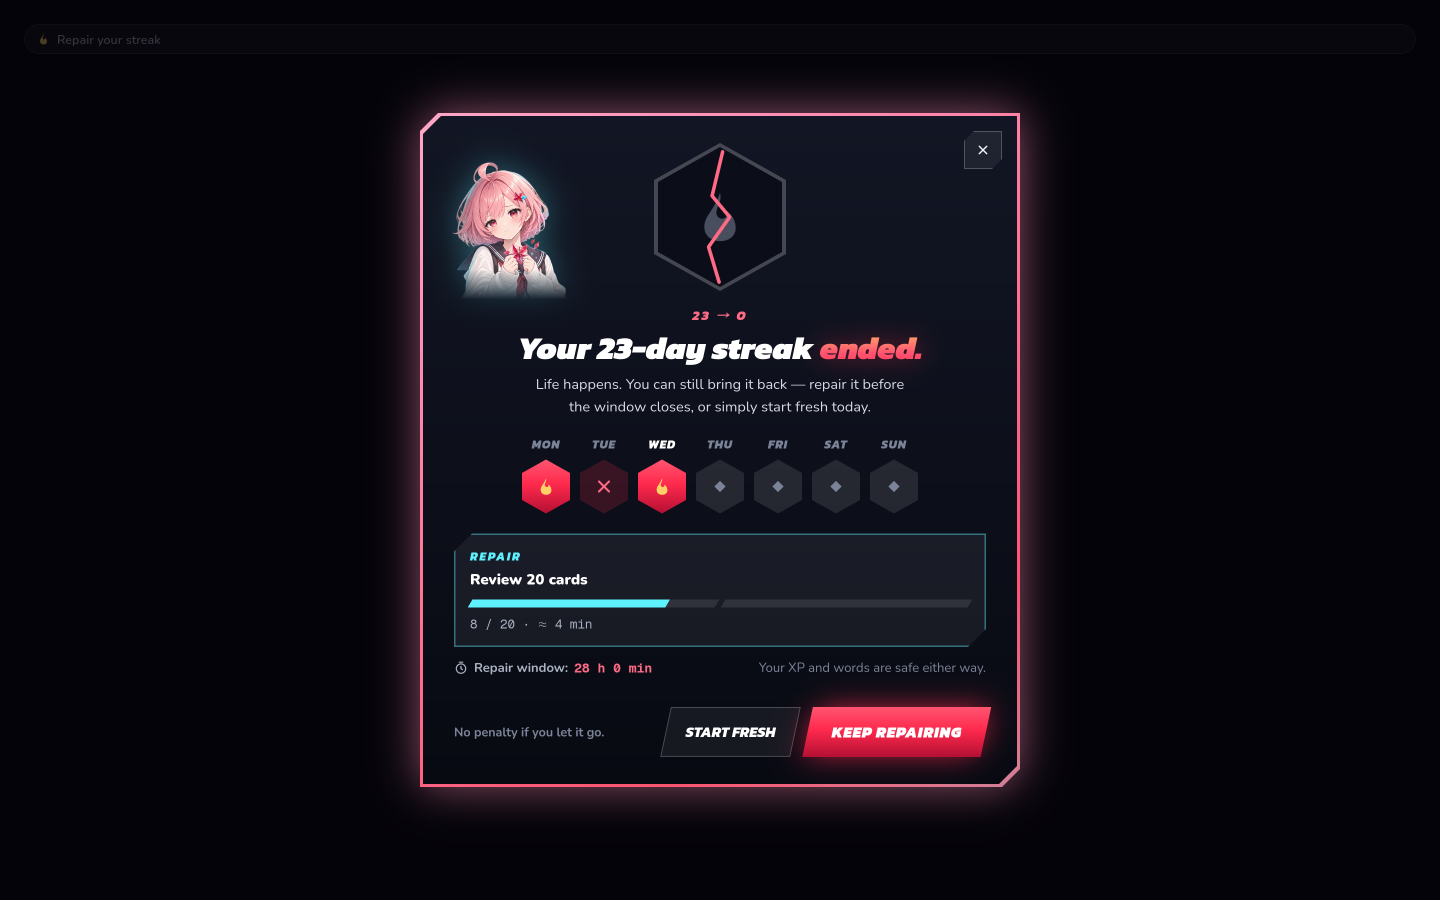 Repair your streak
23 → 0
Your 23-day streak ended.
Life happens. You can still bring it back — repair it before
the window closes, or simply start fresh today.
MON TUE WED THU FRI SAT SUN
REPAIR
Review 20 cards
8 / 20 · ≈ 4 min
Repair window: 28 h 0 min
Your XP and words are safe either way.
No penalty if you let it go.
START FRESH
KEEP REPAIRING